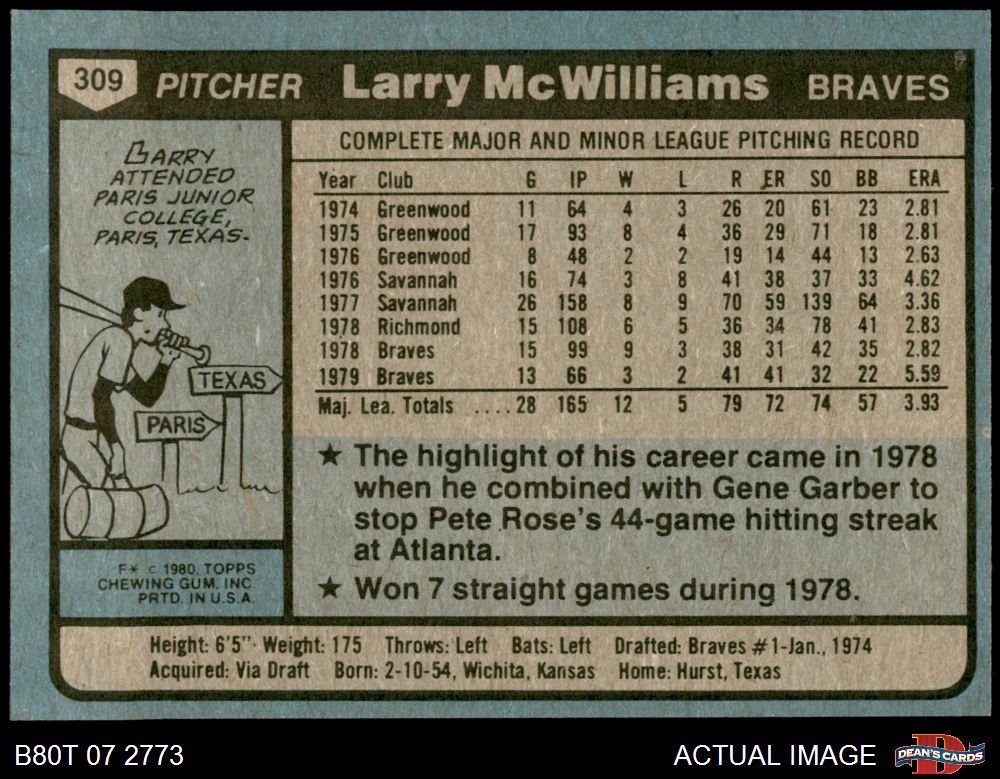 309 PITCHER Larry McWilliams BRAVES
BARRY
ATTENDED
PARIS JUNIOR
COLLEGE,
PARIS, TEXAS.
TEXAS
PARIS
F* © 1980, TOPPS
CHEWING GUM, INC.
PRTD. IN U.S.A.
COMPLETE MAJOR AND MINOR LEAGUE PITCHING RECORD
Year Club G IP W L R ER SO BB ERA
1974 Greenwood 11 64 4 3 26 20 61 23 2.81
1975 Greenwood 17 93 8 4 36 29 71 18 2.81
1976 Greenwood 8 48 2 2 19 14 44 13 2.63
1976 Savannah 16 74 3 8 41 38 37 33 4.62
1977 Savannah 26 158 8 9 70 59 139 64 3.36
1978 Richmond 15 108 6 5 36 34 78 41 2.83
1978 Braves 15 99 9 3 38 31 42 35 2.82
1979 Braves 13 66 3 2 41 41 32 22 5.59
Maj. Lea. Totals ....28 165 12 5 79 72 74 57 3.93
★ The highlight of his career came in 1978
when he combined with Gene Garber to
stop Pete Rose's 44-game hitting streak
at Atlanta.
★ Won 7 straight games during 1978.
Height: 6'5" Weight: 175 Throws: Left Bats: Left Drafted: Braves #1-Jan., 1974
Acquired: Via Draft Born: 2-10-54, Wichita, Kansas Home: Hurst, Texas
B80T 07 2773 ACTUAL IMAGE DEAN'S CARDS